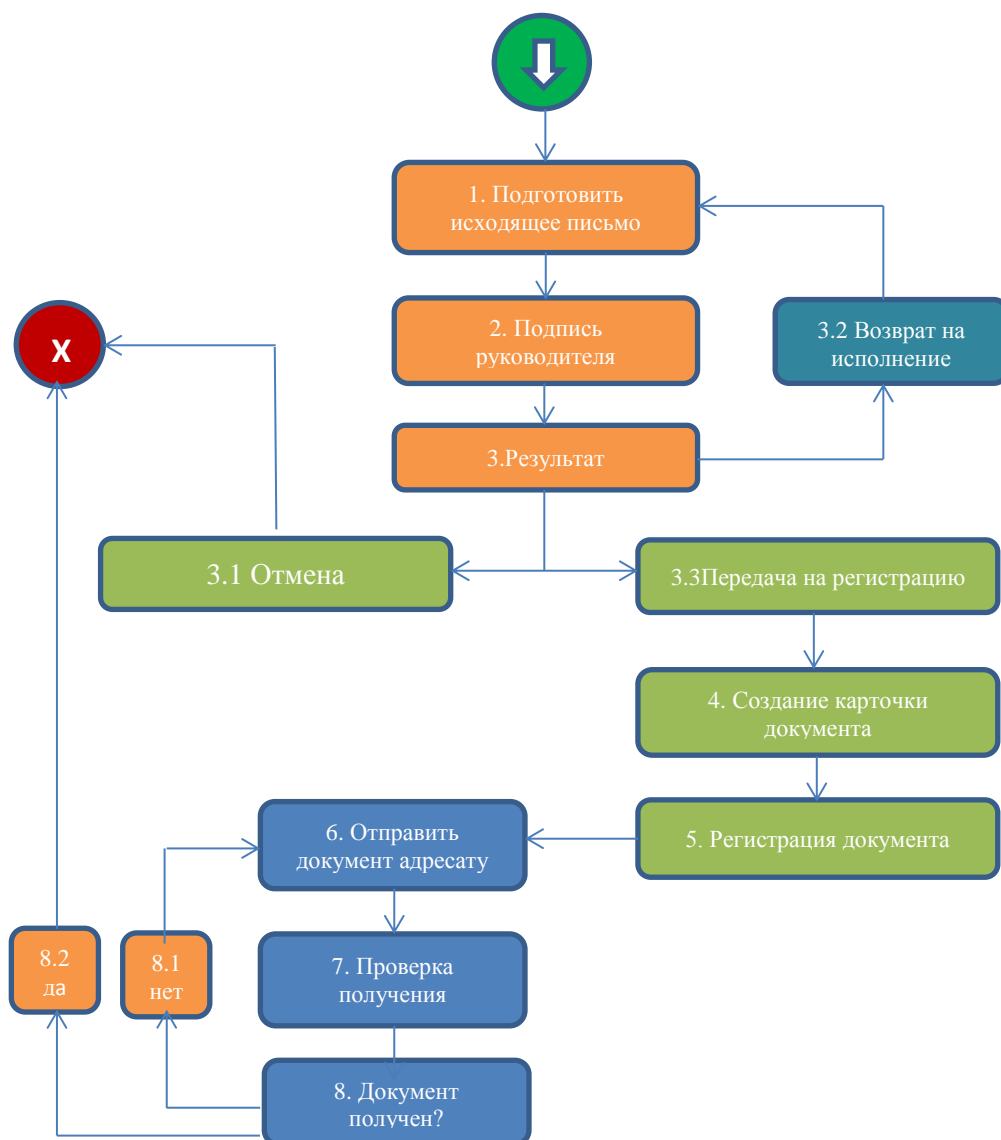 1. Подготовить
исходящее письмо
2. Подпись
руководителя
3.2 Возврат на
исполнение
X
3.Результат
3.1 Отмена
3.3Передача на регистрацию
4. Создание карточки
документа
5. Регистрация документа
6. Отправить
документ адресату
8.2
да
8.1
нет
7. Проверка
получения
8. Документ
получен?